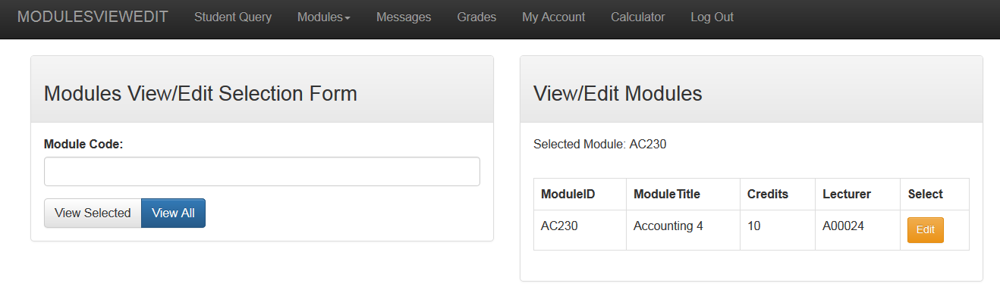 MODULESVIEWEDIT Student Query Modules Messages Grades My Account Calculator Log Out
Modules View/Edit Selection Form
Module Code:
View Selected View All
View/Edit Modules
Selected Module: AC230
ModuleID ModuleTitle Credits Lecturer Select
AC230 Accounting 4 10 A00024 Edit